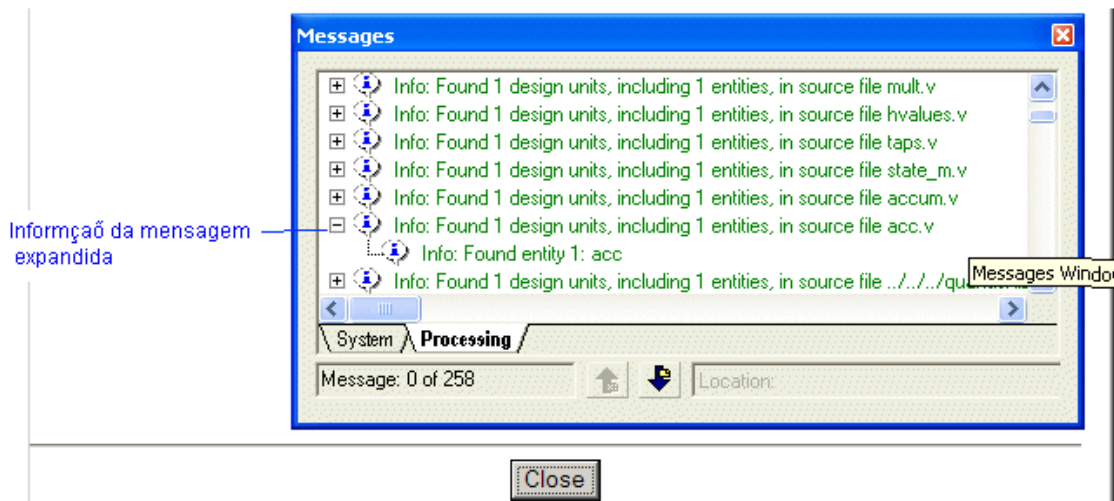 Messages
Info: Found 1 design units, including 1 entities, in source file mult.v
Info: Found 1 design units, including 1 entities, in source file hvalues.v
Info: Found 1 design units, including 1 entities, in source file taps.v
Info: Found 1 design units, including 1 entities, in source file state_m.v
Info: Found 1 design units, including 1 entities, in source file accum.v
Info: Found 1 design units, including 1 entities, in source file acc.v
Informçaõ da mensagem
expandida
Info: Found entity 1: acc
Messages Window
Info: Found 1 design units, including 1 entities, in source file
System
Processing
Message: 0 of 258
Location:
Close